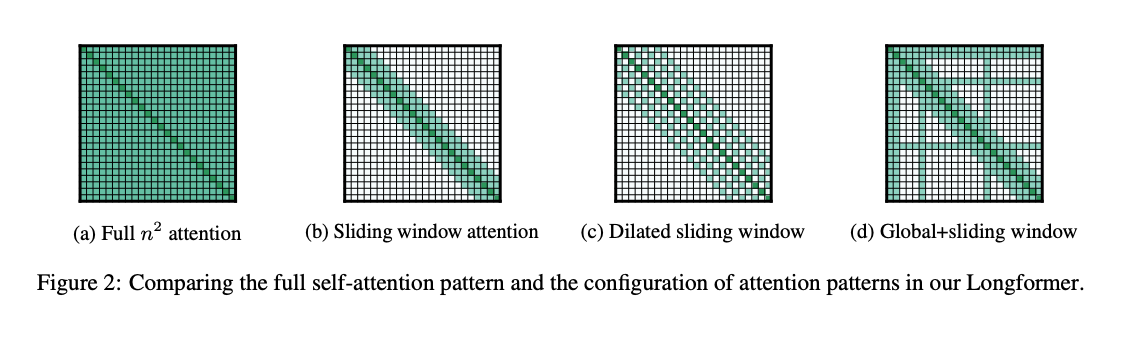 (a) Full n² attention (b) Sliding window attention (c) Dilated sliding window (d) Global+sliding window
Figure 2: Comparing the full self-attention pattern and the configuration of attention patterns in our Longformer.